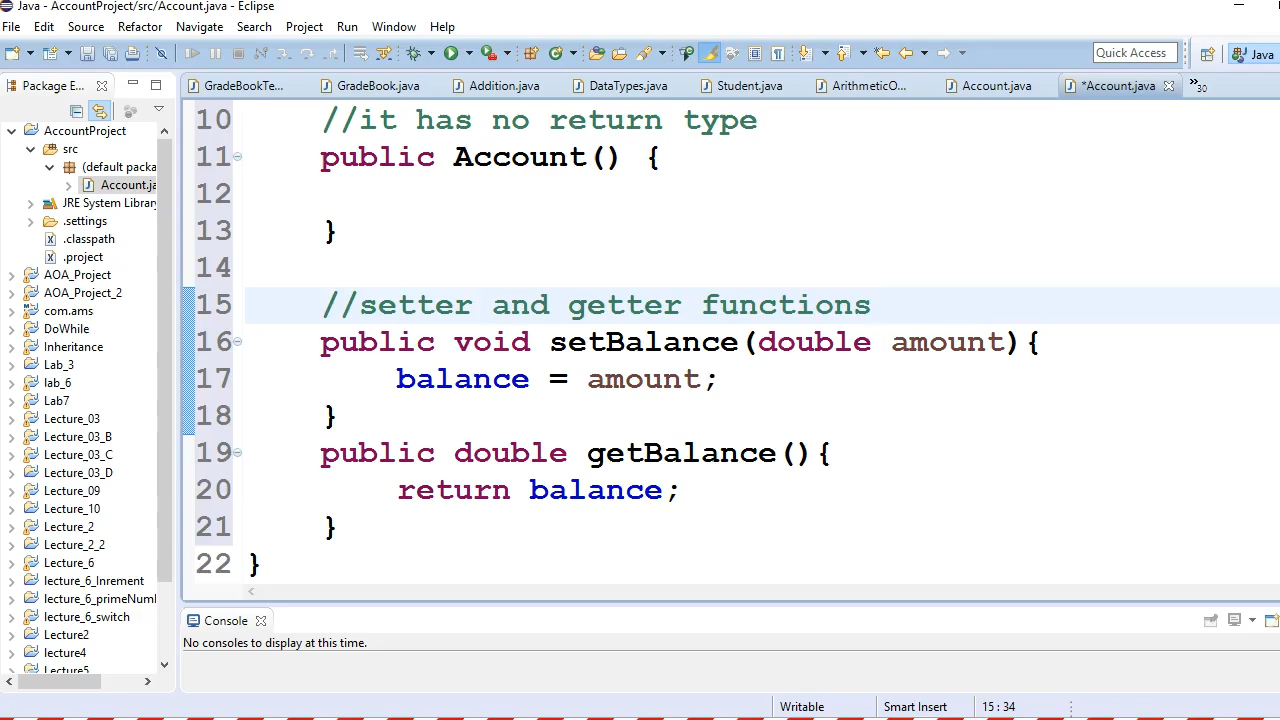 Java - AccountProject/src/Account.java - Eclipse
File Edit Source Refactor Navigate Search Project Run Window Help
Quick Access Java
Package E... GradeBookTe... GradeBook.java Addition.java DataTypes.java Student.java ArithmeticO... Account.java *Account.java »30
AccountProject
src
(default packa
Account.ja
JRE System Library
.settings
.classpath
.project
AOA_Project
AOA_Project_2
com.ams
DoWhile
Inheritance
Lab_3
lab_6
Lab7
Lecture_03
Lecture_03_B
Lecture_03_C
Lecture_03_D
Lecture_09
Lecture_10
Lecture_2
Lecture_2_2
Lecture_6
lecture_6_Inrement
lecture_6_primeNuml
lecture_6_switch
Lecture2
lecture4
Lecture5
10 //it has no return type
11 public Account() {
12
13 }
14
15 //setter and getter functions
16 public void setBalance(double amount){
17 balance = amount;
18 }
19 public double getBalance(){
20 return balance;
21 }
22 }
Console
No consoles to display at this time.
Writable Smart Insert 15 : 34